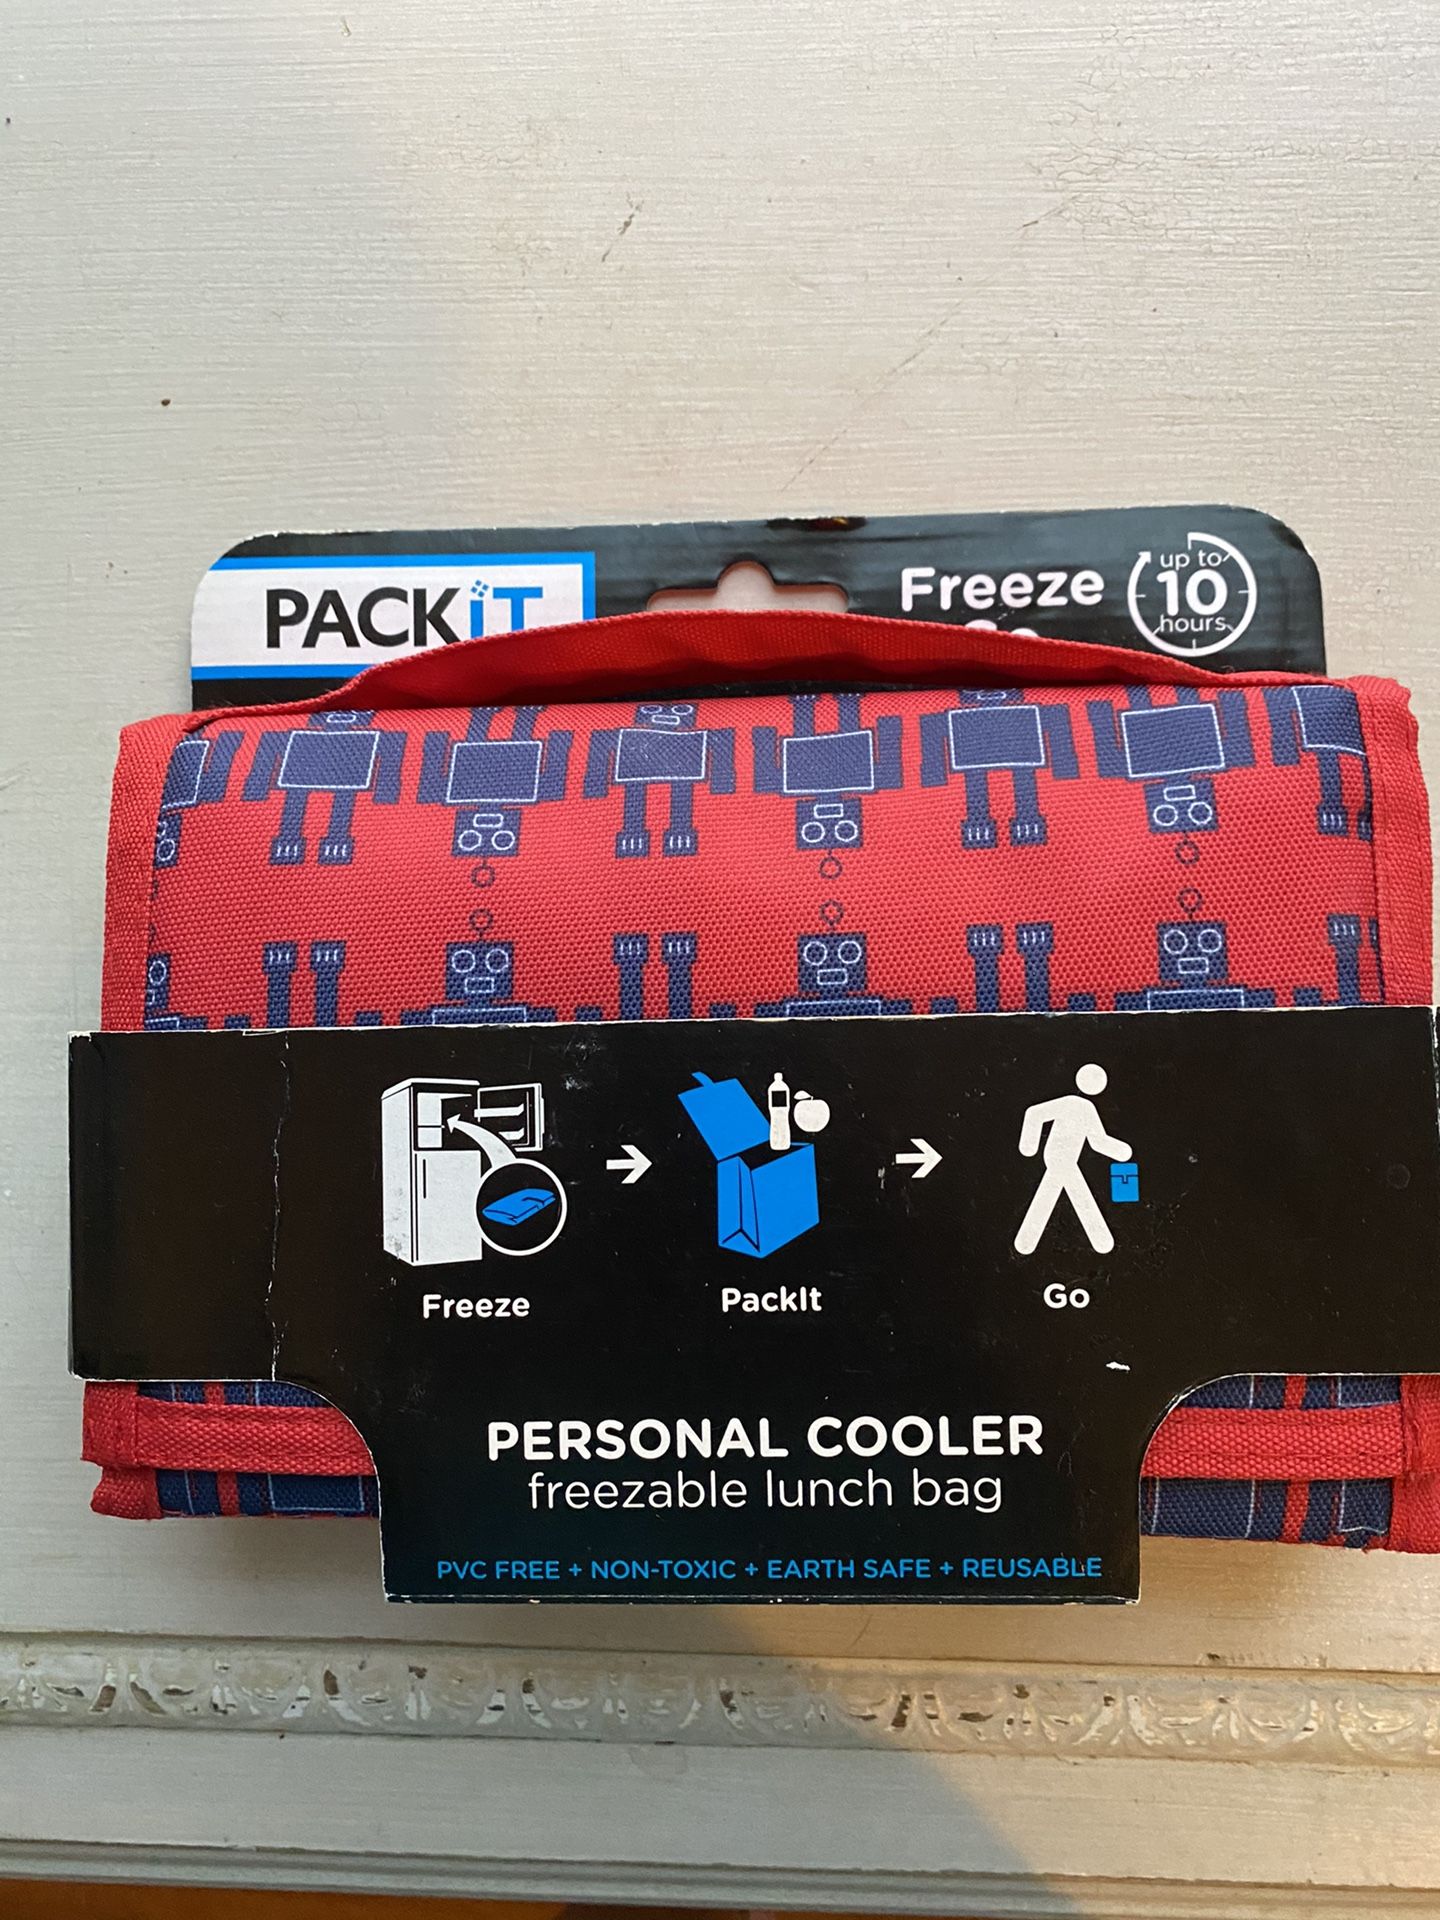 PACKiT
Freeze
up to
10
hours
Freeze
PackIt
Go
PERSONAL COOLER
freezable lunch bag
PVC FREE + NON-TOXIC + EARTH SAFE + REUSABLE